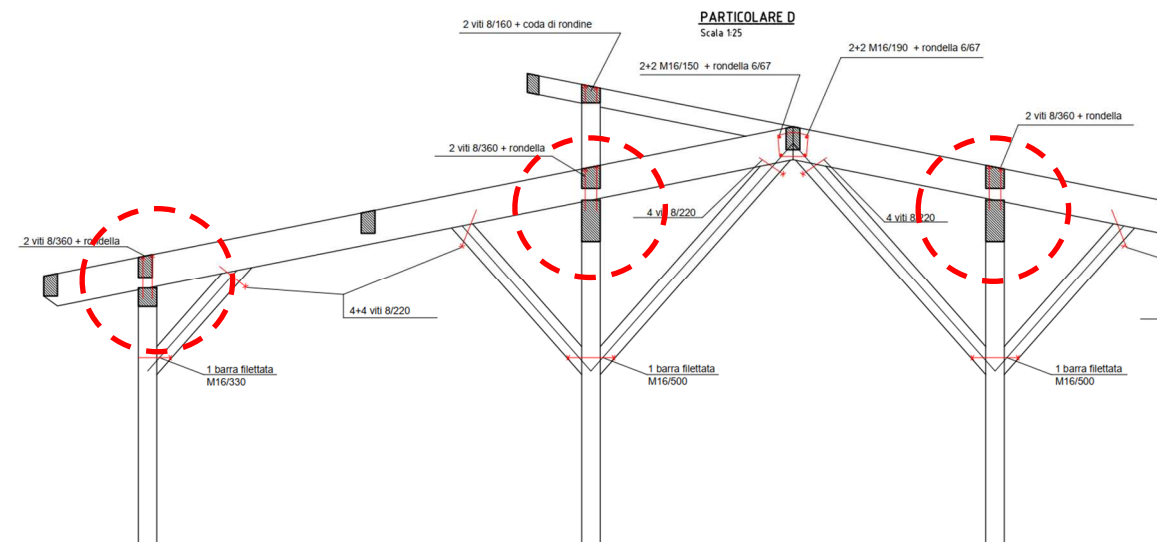 PARTICOLARE D
Scala 1:25
2 viti 8/160 + coda di rondine
2+2 M16/190 + rondella 6/67
2+2 M16/150 + rondella 6/67
2 viti 8/360 + rondella
2 viti 8/360 + rondella
2 viti 8/360 + rondella
4 viti 8/220
4 viti 8/220
4+4 viti 8/220
1 barra filettata
M16/330
1 barra filettata
M16/500
1 barra filettata
M16/500